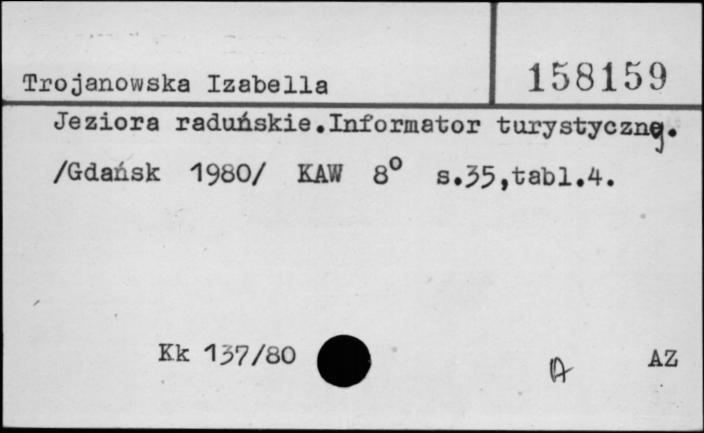 Trojanowska Izabella
158159
Jeziora raduńskie.Informator turystyczny.
/Gdańsk 1980/ KAW 8° s.35,tabl.4.
Kk 137/80
AZ